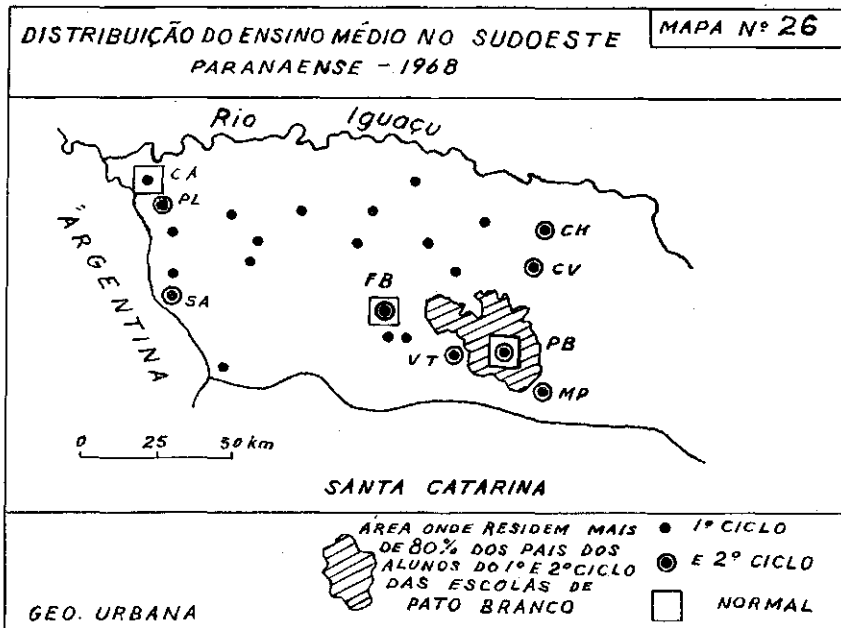 DISTRIBUIÇÃO DO ENSINO MÉDIO NO SUDOESTE
PARANAENSE - 1968
MAPA Nº 26
Rio Iguaçu
CA
PL
"ARGENTINA
SA
CH
CV
FB
VT
PB
MP
0 25 50 km
SANTA CATARINA
ÁREA ONDE RESIDEM MAIS
DE 80% DOS PAIS DOS
ALUNOS DO 1º E 2º CICLO
DAS ESCOLAS DE
PATO BRANCO
1º CICLO
E 2º CICLO
NORMAL
GEO. URBANA